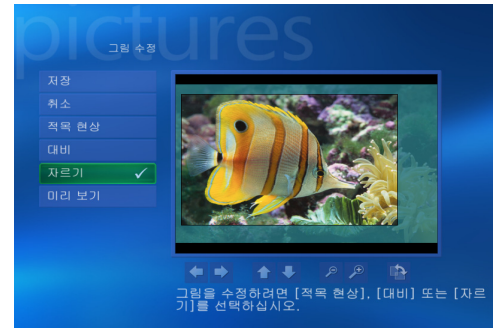 pictures
그림 수정
저장
취소
적목 현상
대비
자르기
미리 보기
그림을 수정하려면 [적목 현상], [대비] 또는 [자르
기]를 선택하십시오.